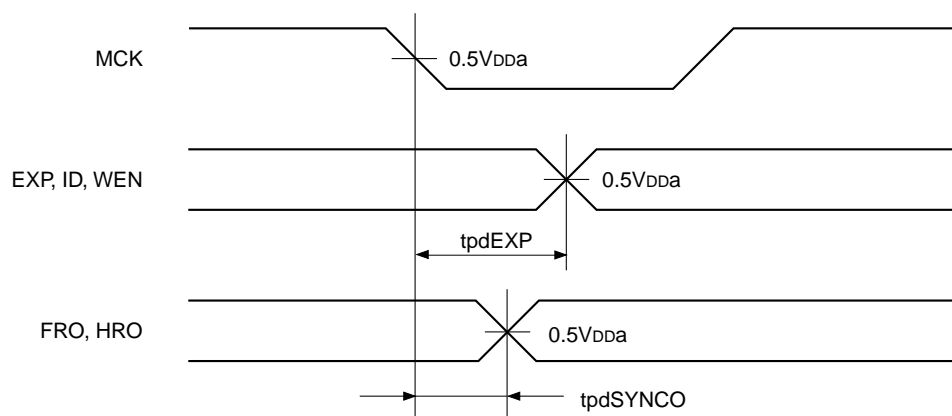 MCK
0.5VDDa
EXP, ID, WEN
0.5VDDa
tpdEXP
FRO, HRO
0.5VDDa
tpdSYNCO